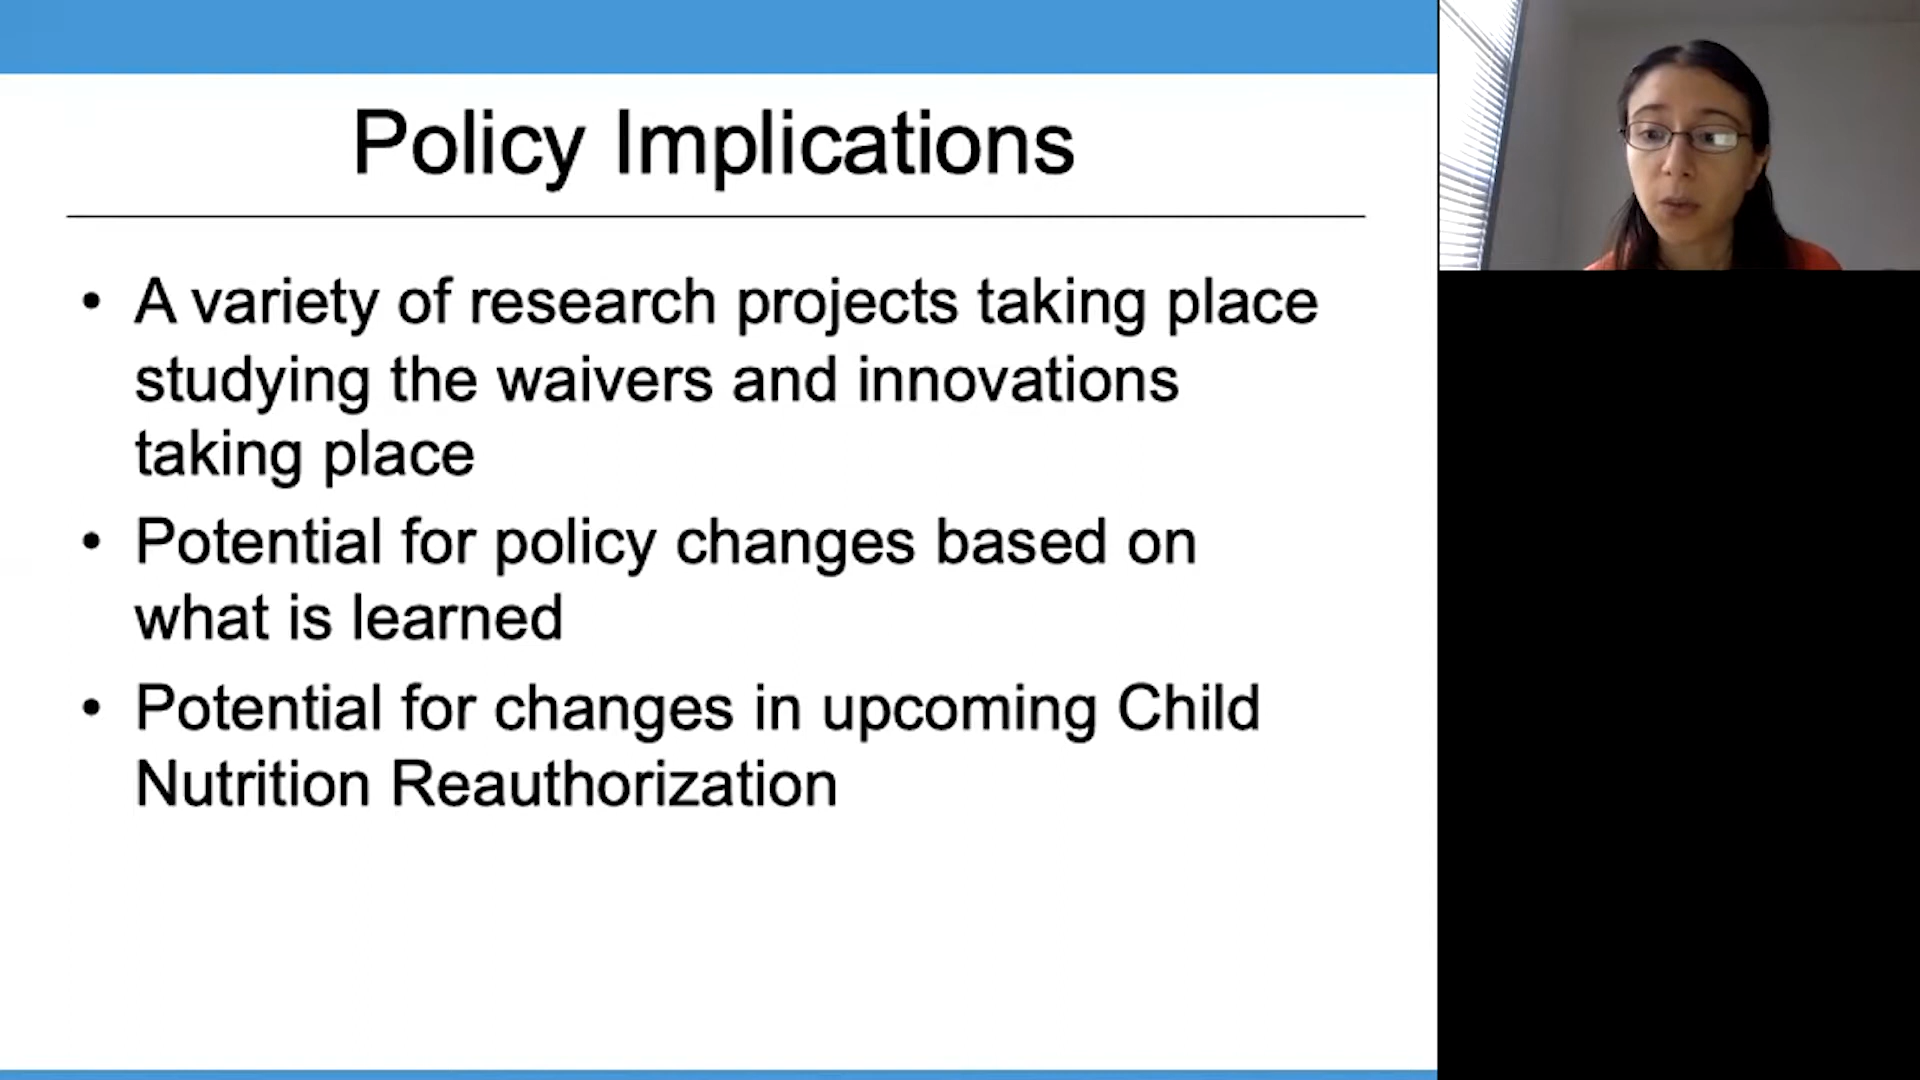 Policy Implications
• A variety of research projects taking place
studying the waivers and innovations
taking place
• Potential for policy changes based on
what is learned
• Potential for changes in upcoming Child
Nutrition Reauthorization